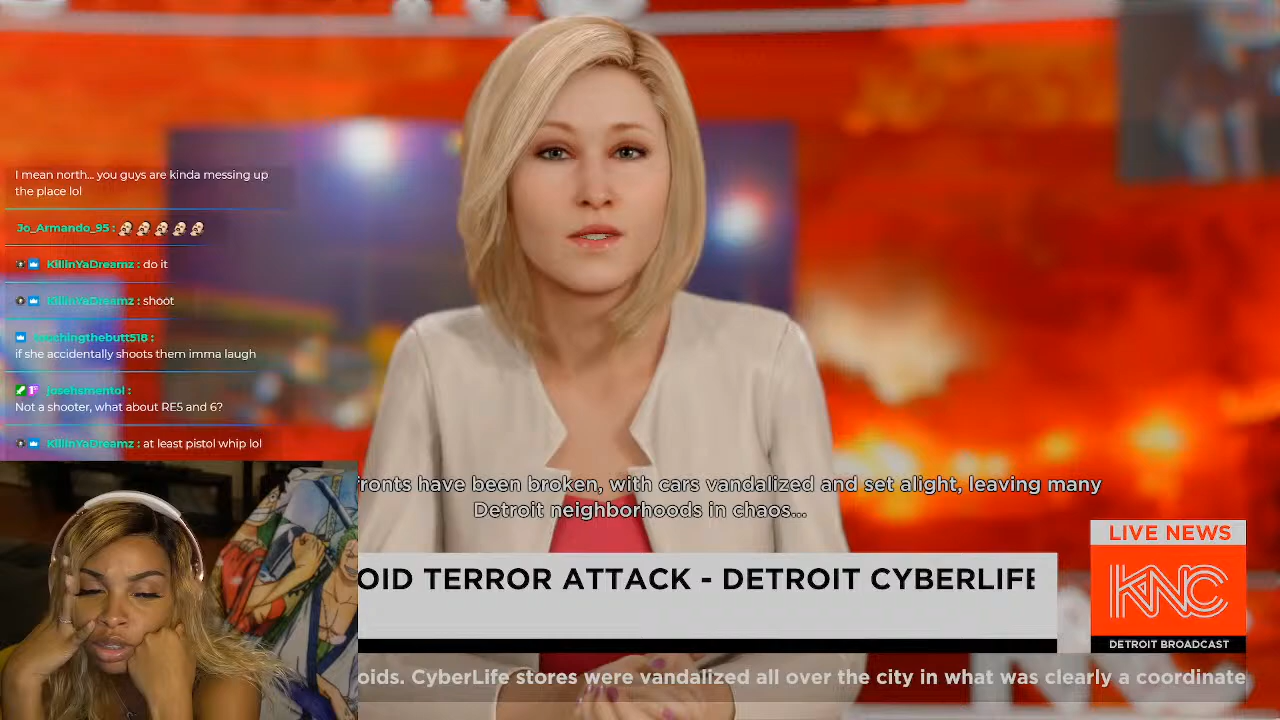 I mean north... you guys are kinda messing up
the place lol
Jo_Armando_95 :
KillinYaDreamz : do it
KillinYaDreamz : shoot
if she accidentally shoots them imma laugh
josehsmentol :
Not a shooter, what about RE5 and 6?
KillinYaDreamz : at least pistol whip lol
fronts have been broken, with cars vandalized and set alight, leaving many
Detroit neighborhoods in chaos...
LIVE NEWS
OID TERROR ATTACK - DETROIT CYBERLIFE
KNC
DETROIT BROADCAST
oids. CyberLife stores were vandalized all over the city in what was clearly a coordinate